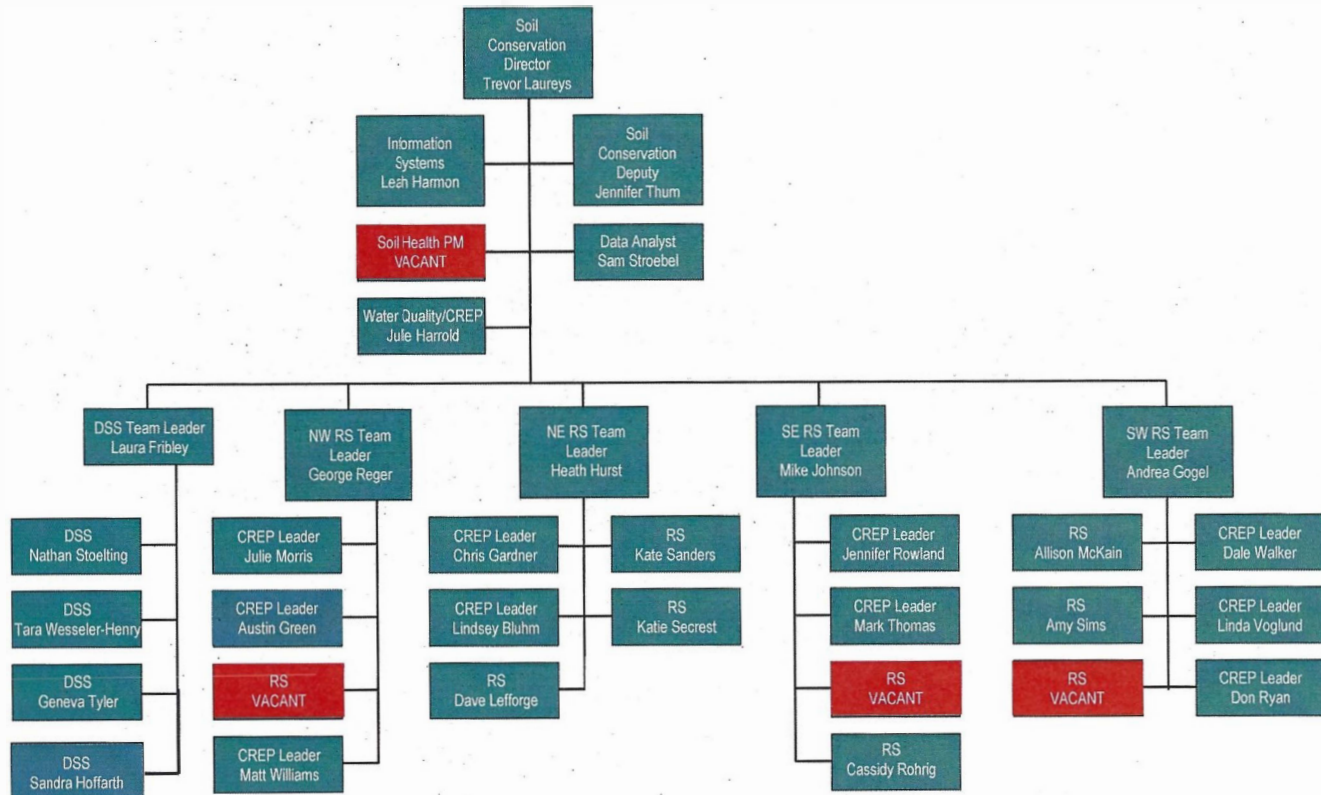 Soil
Conservation
Director
Trevor Laureys
Information
Systems
Leah Harmon
Soil
Conservation
Deputy
Jennifer Thum
Soil Health PM
VACANT
Data Analyst
Sam Stroebel
Water Quality/CREP
Julie Harrold
DSS Team Leader
Laura Fribley
NW RS Team
Leader
George Reger
NE RS Team
Leader
Heath Hurst
SE RS Team
Leader
Mike Johnson
SW RS Team
Leader
Andrea Gogel
DSS
Nathan Stoelting
DSS
Tara Wesseler-Henry
DSS
Geneva Tyler
DSS
Sandra Hoffarth
CREP Leader
Julie Morris
CREP Leader
Austin Green
RS
VACANT
CREP Leader
Matt Williams
CREP Leader
Chris Gardner
RS
Kate Sanders
CREP Leader
Lindsey Bluhm
RS
Katie Secrest
RS
Dave Lefforge
CREP Leader
Jennifer Rowland
CREP Leader
Mark Thomas
RS
VACANT
RS
Cassidy Rohrig
RS
Allison McKain
CREP Leader
Dale Walker
RS
Amy Sims
CREP Leader
Linda Voglund
RS
VACANT
CREP Leader
Don Ryan